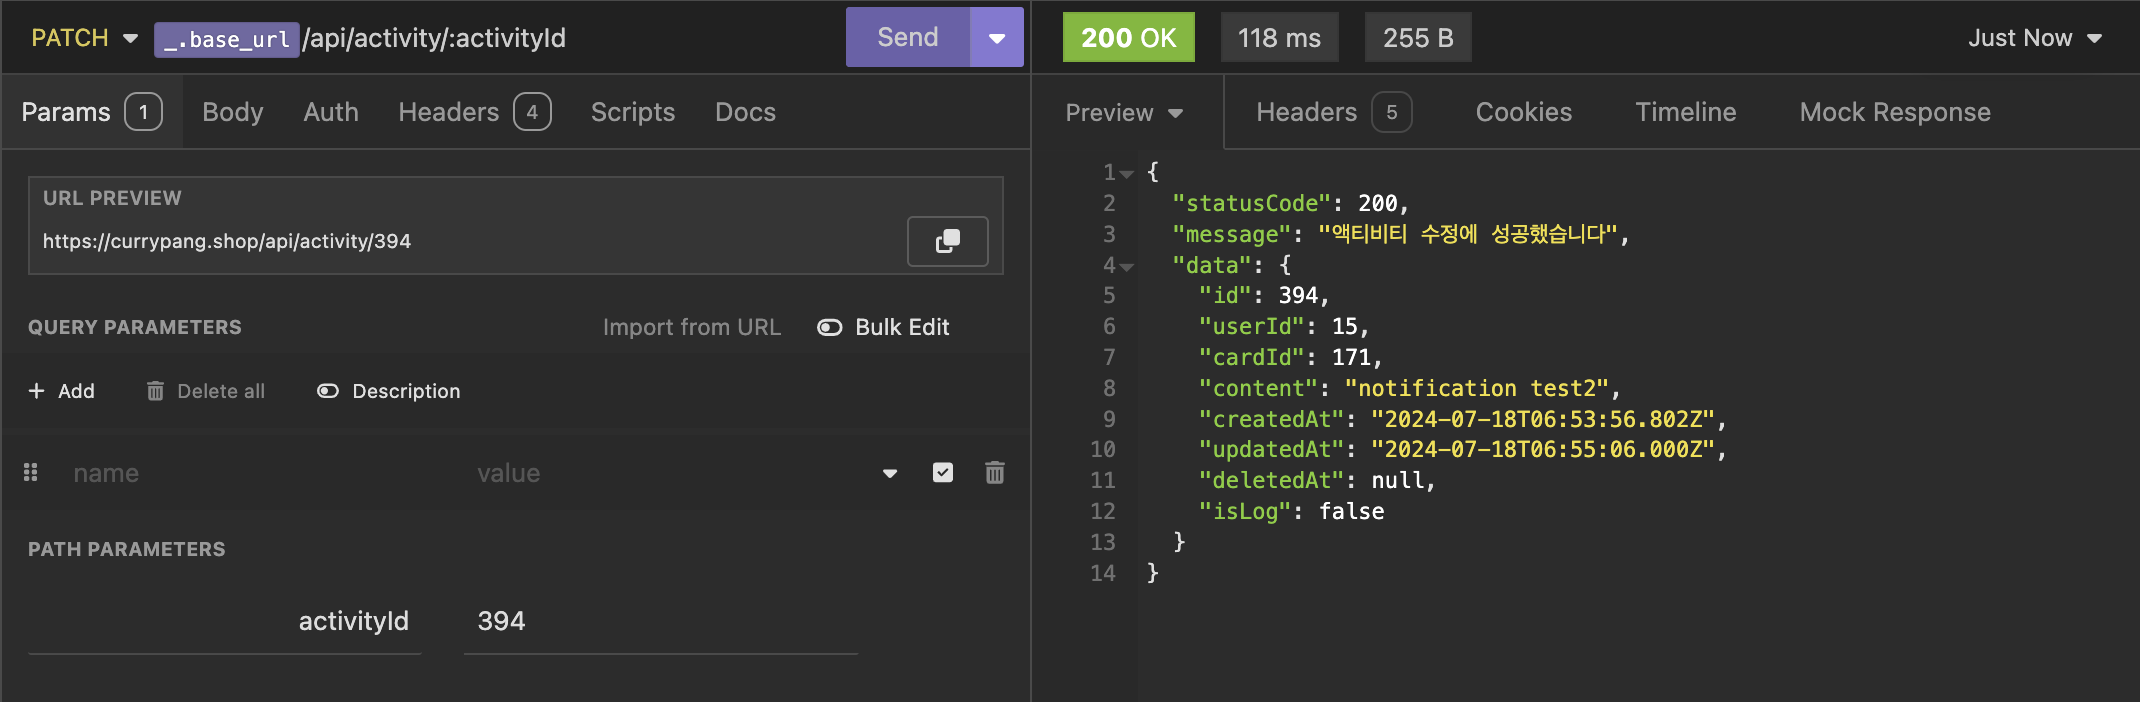 PATCH _.base_url /api/activity/:activityId Send
200 OK 118 ms 255 B Just Now
Params 1 Body Auth Headers 4 Scripts Docs
Preview Headers 5 Cookies Timeline Mock Response
URL PREVIEW
https://currypang.shop/api/activity/394
QUERY PARAMETERS Import from URL Bulk Edit
+ Add Delete all Description
name value
PATH PARAMETERS
activityId 394
1 {
2 "statusCode": 200,
3 "message": "액티비티 수정에 성공했습니다",
4 "data": {
5 "id": 394,
6 "userId": 15,
7 "cardId": 171,
8 "content": "notification test2",
9 "createdAt": "2024-07-18T06:53:56.802Z",
10 "updatedAt": "2024-07-18T06:55:06.000Z",
11 "deletedAt": null,
12 "isLog": false
13 }
14 }